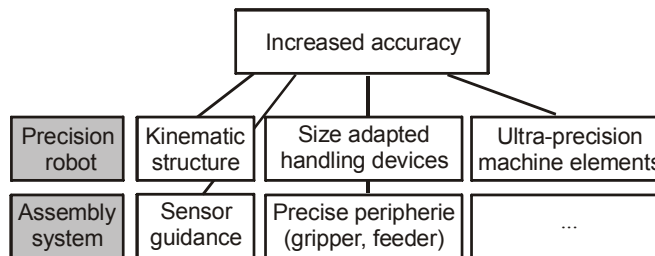 Increased accuracy
Precision
robot
Kinematic
structure
Size adapted
handling devices
Ultra-precision
machine elements
Assembly
system
Sensor
guidance
Precise peripherie
(gripper, feeder)
...